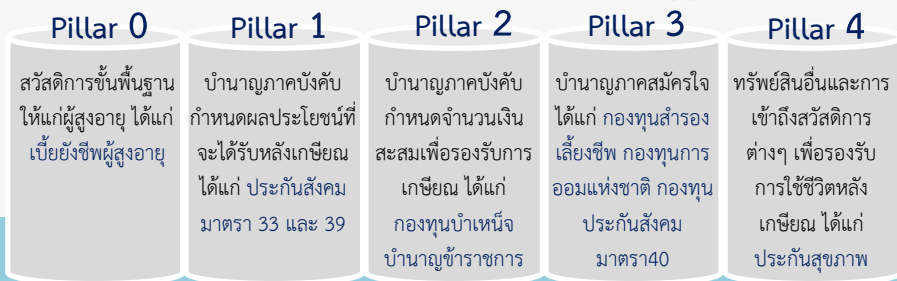 Pillar 0
สวัสดิการขั้นพื้นฐาน
ให้แก่ผู้สูงอายุ ได้แก่
เบี้ยยังชีพผู้สูงอายุ
Pillar 1
บำนาญภาคบังคับ
กำหนดผลประโยชน์ที่
จะได้รับหลังเกษียณ
ได้แก่ ประกันสังคม
มาตรา 33 และ 39
Pillar 2
บำนาญภาคบังคับ
กำหนดจำนวนเงิน
สะสมเพื่อรองรับการ
เกษียณ ได้แก่
กองทุนบำเหน็จ
บำนาญข้าราชการ
Pillar 3
บำนาญภาคสมัครใจ
ได้แก่ กองทุนสำรอง
เลี้ยงชีพ กองทุนการ
ออมแห่งชาติ กองทุน
ประกันสังคม
มาตรา40
Pillar 4
ทรัพย์สินอื่นและการ
เข้าถึงสวัสดิการ
ต่างๆ เพื่อรองรับ
การใช้ชีวิตหลัง
เกษียณ ได้แก่
ประกันสุขภาพ